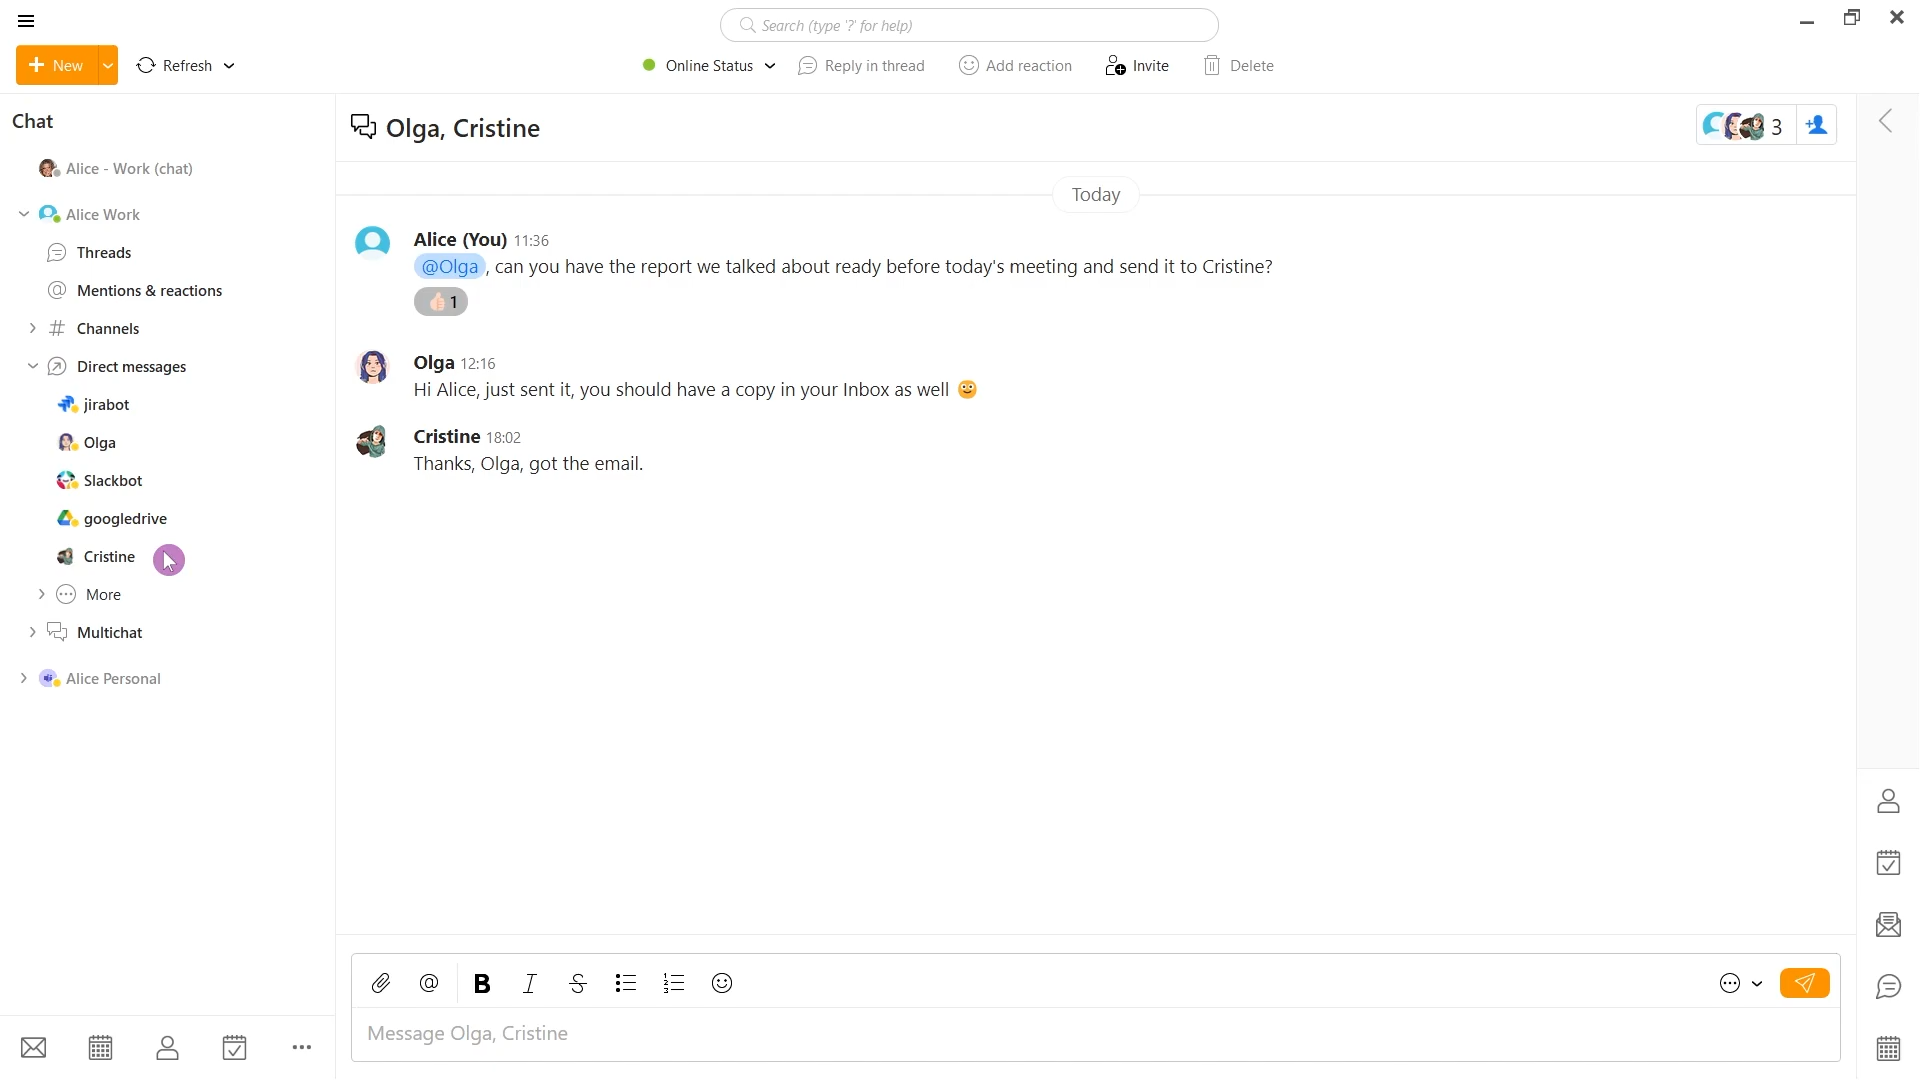 Search (type '?' for help)
New
Refresh
Online Status
Reply in thread
Add reaction
Invite
Delete
Chat
Alice - Work (chat)
Alice Work
Threads
Mentions & reactions
Channels
Direct messages
jirabot
Olga
Slackbot
googledrive
Cristine
More
Multichat
Alice Personal
Olga, Cristine
3
Today
Alice (You) 11:36
@Olga , can you have the report we talked about ready before today's meeting and send it to Cristine?
1
Olga 12:16
Hi Alice, just sent it, you should have a copy in your Inbox as well
Cristine 18:02
Thanks, Olga, got the email.
Message Olga, Cristine